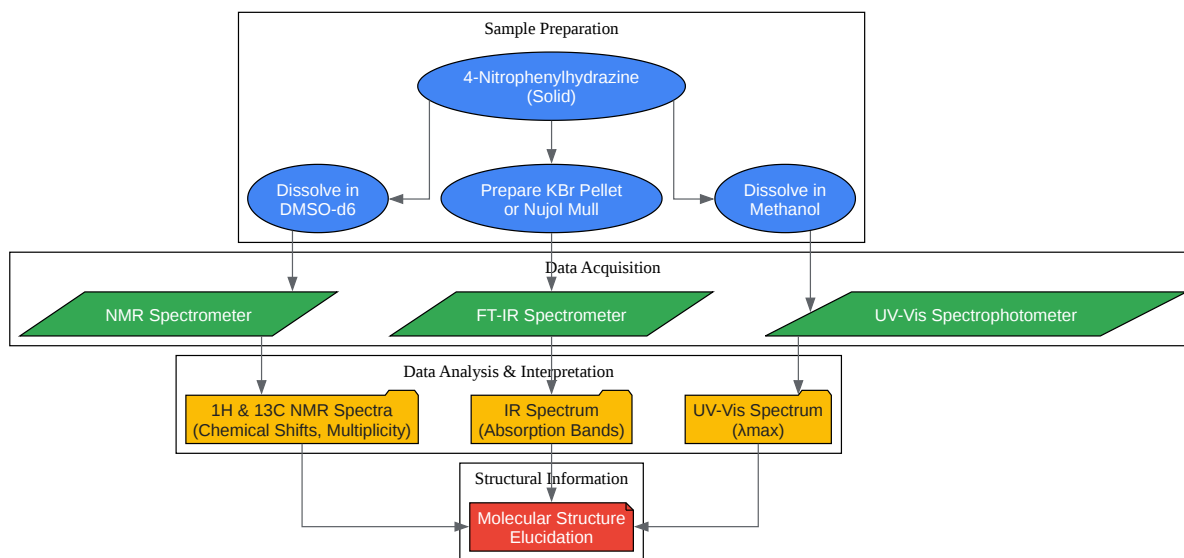 Sample Preparation
4-Nitrophenylhydrazine
(Solid)
Dissolve in
DMSO-d6
Prepare KBr Pellet
or Nujol Mull
Dissolve in
Methanol
Data Acquisition
NMR Spectrometer
FT-IR Spectrometer
UV-Vis Spectrophotometer
Data Analysis & Interpretation
1H & 13C NMR Spectra
(Chemical Shifts, Multiplicity)
IR Spectrum
(Absorption Bands)
UV-Vis Spectrum
(λmax)
Structural Information
Molecular Structure
Elucidation